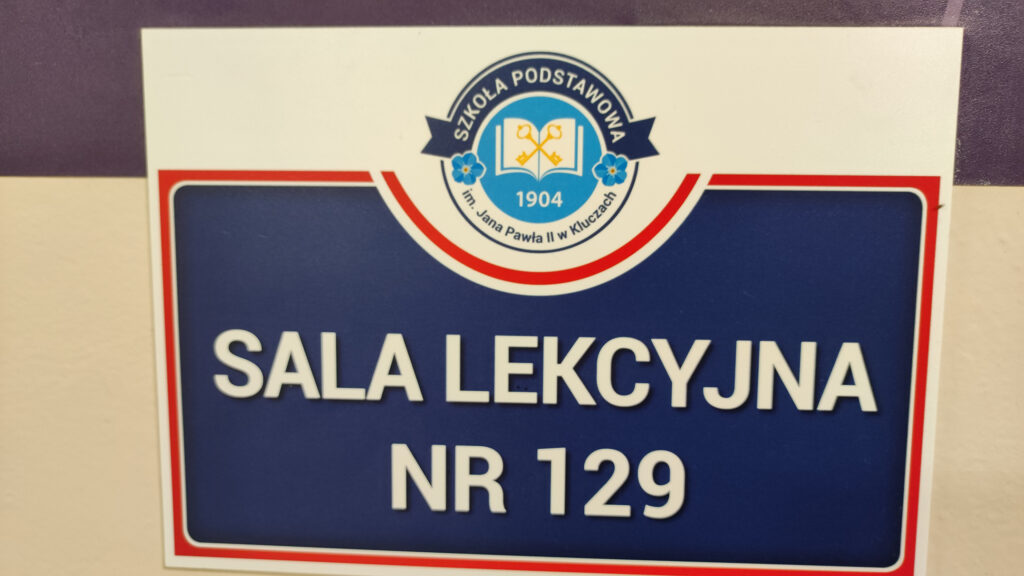 SZKOŁA PODSTAWOWA
1904
im. Jana Pawła II w Kluczach
SALA LEKCYJNA
NR 129